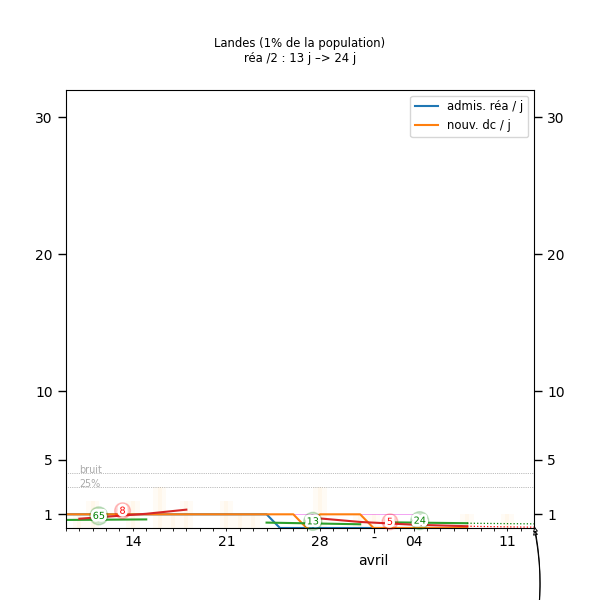 Landes (1% de la population)
réa /2 : 13 j –> 24 j
admis. réa / j
nouv. dc / j
30 30
20 20
10 10
5 5
bruit
25%
1 1
65 8 13 5 24
14 21 28 04 11
avril